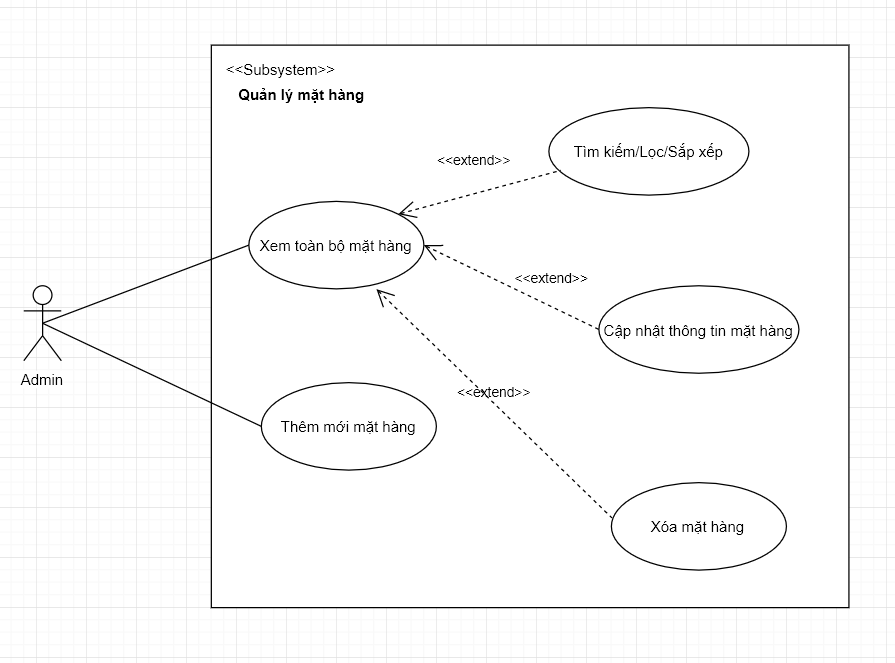 <<Subsystem>>
Quản lý mặt hàng
Tìm kiếm/Lọc/Sắp xếp
<<extend>>
Xem toàn bộ mặt hàng
<<extend>>
Cập nhật thông tin mặt hàng
Admin
<<extend>>
Thêm mới mặt hàng
Xóa mặt hàng